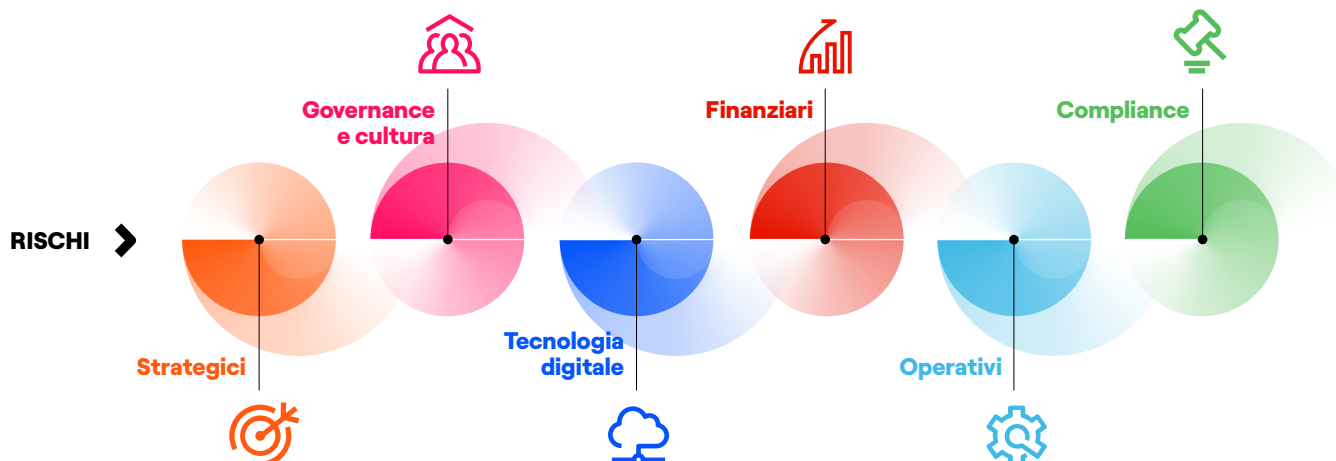 RISCHI
Strategici
Governance
e cultura
Tecnologia
digitale
Finanziari
Operativi
Compliance